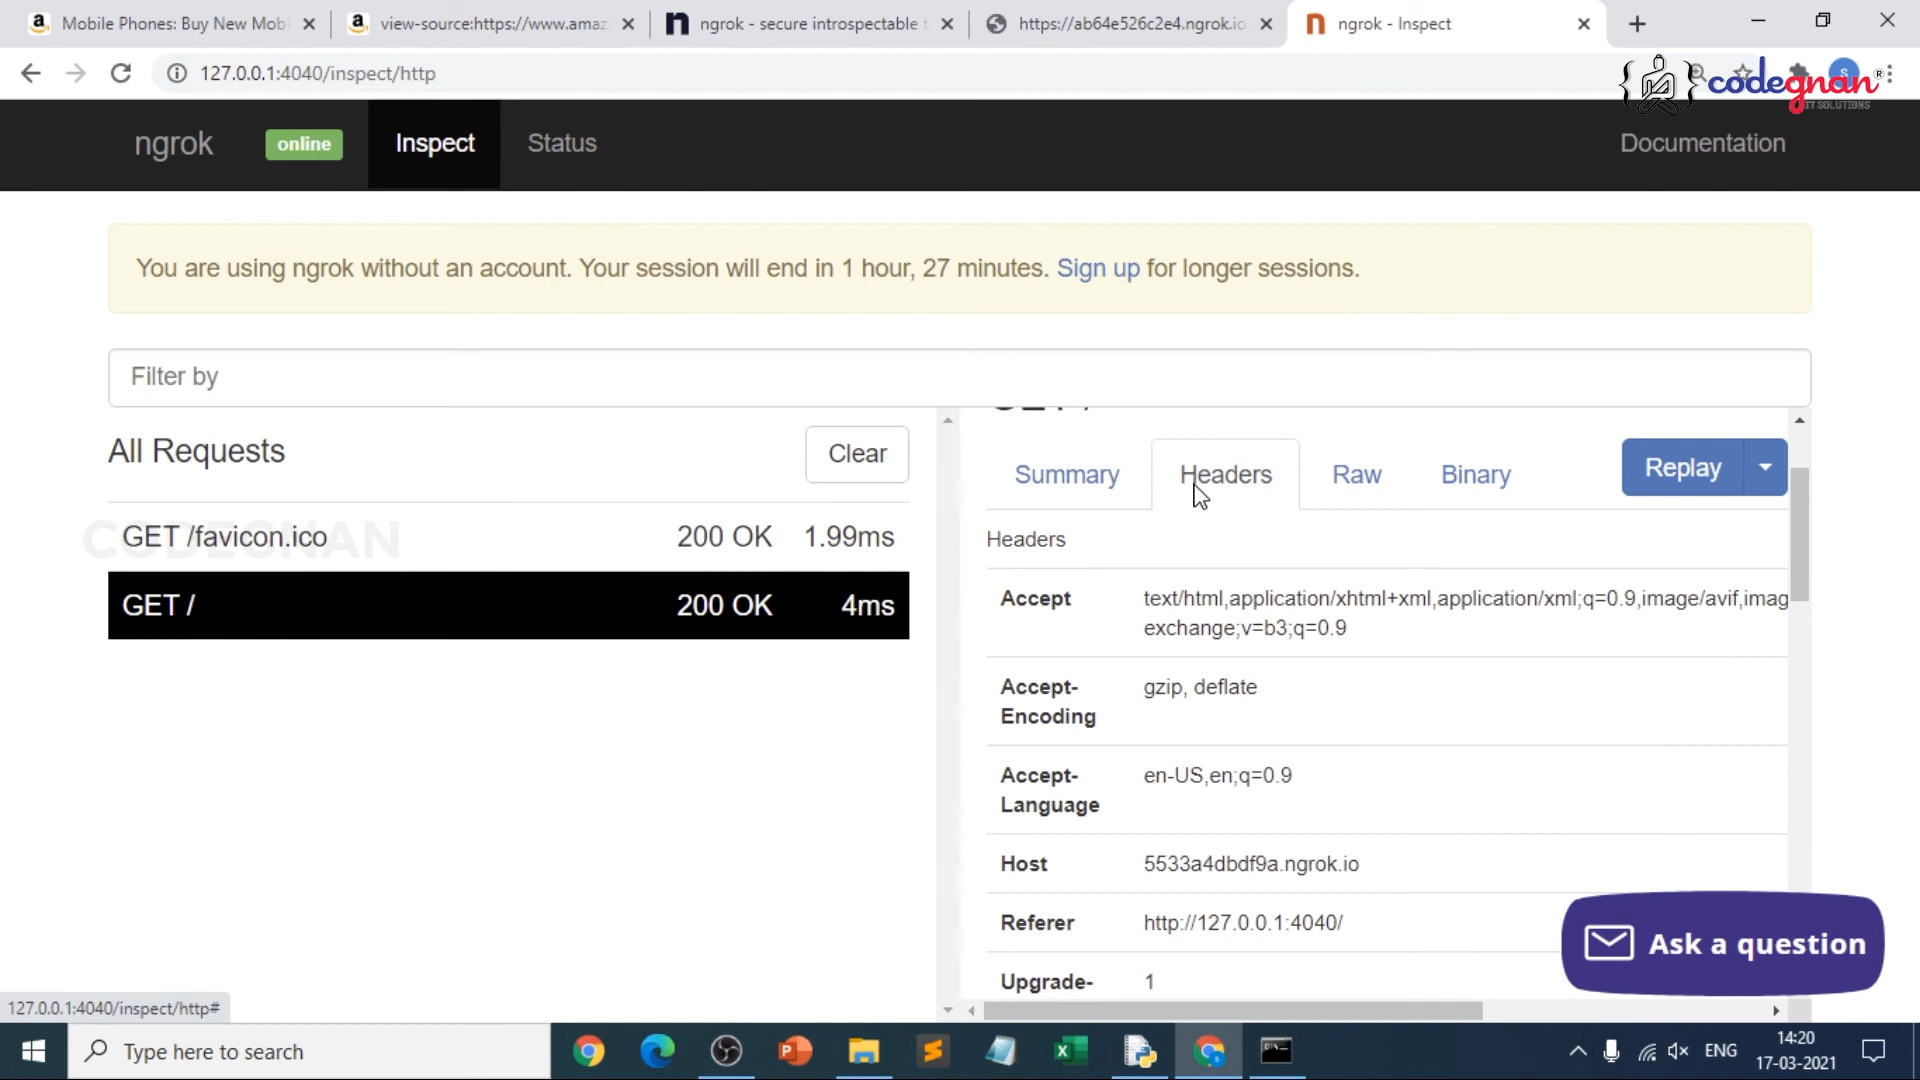 Mobile Phones: Buy New Mobi
view-source:https://www.amaz
ngrok - secure introspectable t
https://ab64e526c2e4.ngrok.io
ngrok - Inspect
127.0.0.1:4040/inspect/http
S
codegnan®
IT SOLUTIONS
ngrok
online
Inspect
Status
Documentation
You are using ngrok without an account. Your session will end in 1 hour, 27 minutes. Sign up for longer sessions.
Filter by
All Requests
Clear
Summary
Headers
Raw
Binary
Replay
CODEGNAN
GET /favicon.ico 200 OK 1.99ms
GET / 200 OK 4ms
Headers
Accept text/html,application/xhtml+xml,application/xml;q=0.9,image/avif,imag
exchange;v=b3;q=0.9
Accept- gzip, deflate
Encoding
Accept- en-US,en;q=0.9
Language
Host 5533a4dbdf9a.ngrok.io
Referer http://127.0.0.1:4040/
Upgrade- 1
Ask a question
127.0.0.1:4040/inspect/http#
Type here to search
ENG
14:20
17-03-2021